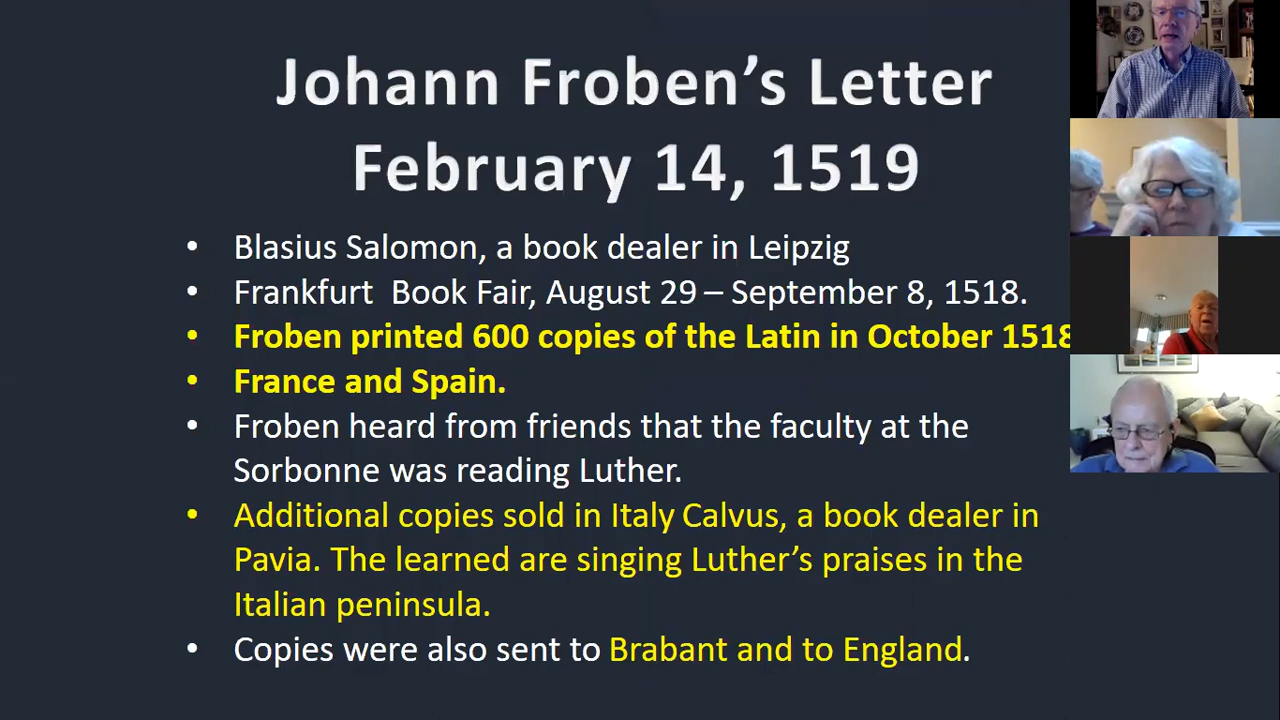 Johann Froben’s Letter
February 14, 1519
• Blasius Salomon, a book dealer in Leipzig
• Frankfurt  Book Fair, August 29 – September 8, 1518.
• Froben printed 600 copies of the Latin in October 1518
• France and Spain.
• Froben heard from friends that the faculty at the
Sorbonne was reading Luther.
• Additional copies sold in Italy Calvus, a book dealer in
Pavia. The learned are singing Luther’s praises in the
Italian peninsula.
• Copies were also sent to Brabant and to England.